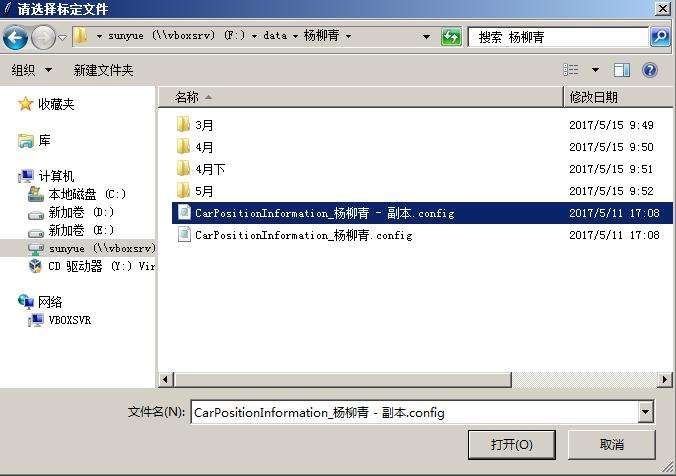 请选择标定文件
sunyue (\\vboxsrv) (F:) data 杨柳青
搜索 杨柳青
组织 新建文件夹
收藏夹
库
计算机
本地磁盘 (C:)
新加卷 (D:)
新加卷 (E:)
sunyue (\\vboxsrv)
CD 驱动器 (Y:) Vir
网络
VBOXSVR
名称 修改日期
3月 2017/5/15 9:49
4月 2017/5/15 9:50
4月下 2017/5/15 9:51
5月 2017/5/15 9:52
CarPositionInformation_杨柳青 - 副本.config 2017/5/11 17:08
CarPositionInformation_杨柳青.config 2017/5/11 17:08
文件名(N): CarPositionInformation_杨柳青 - 副本.config
打开(O) 取消